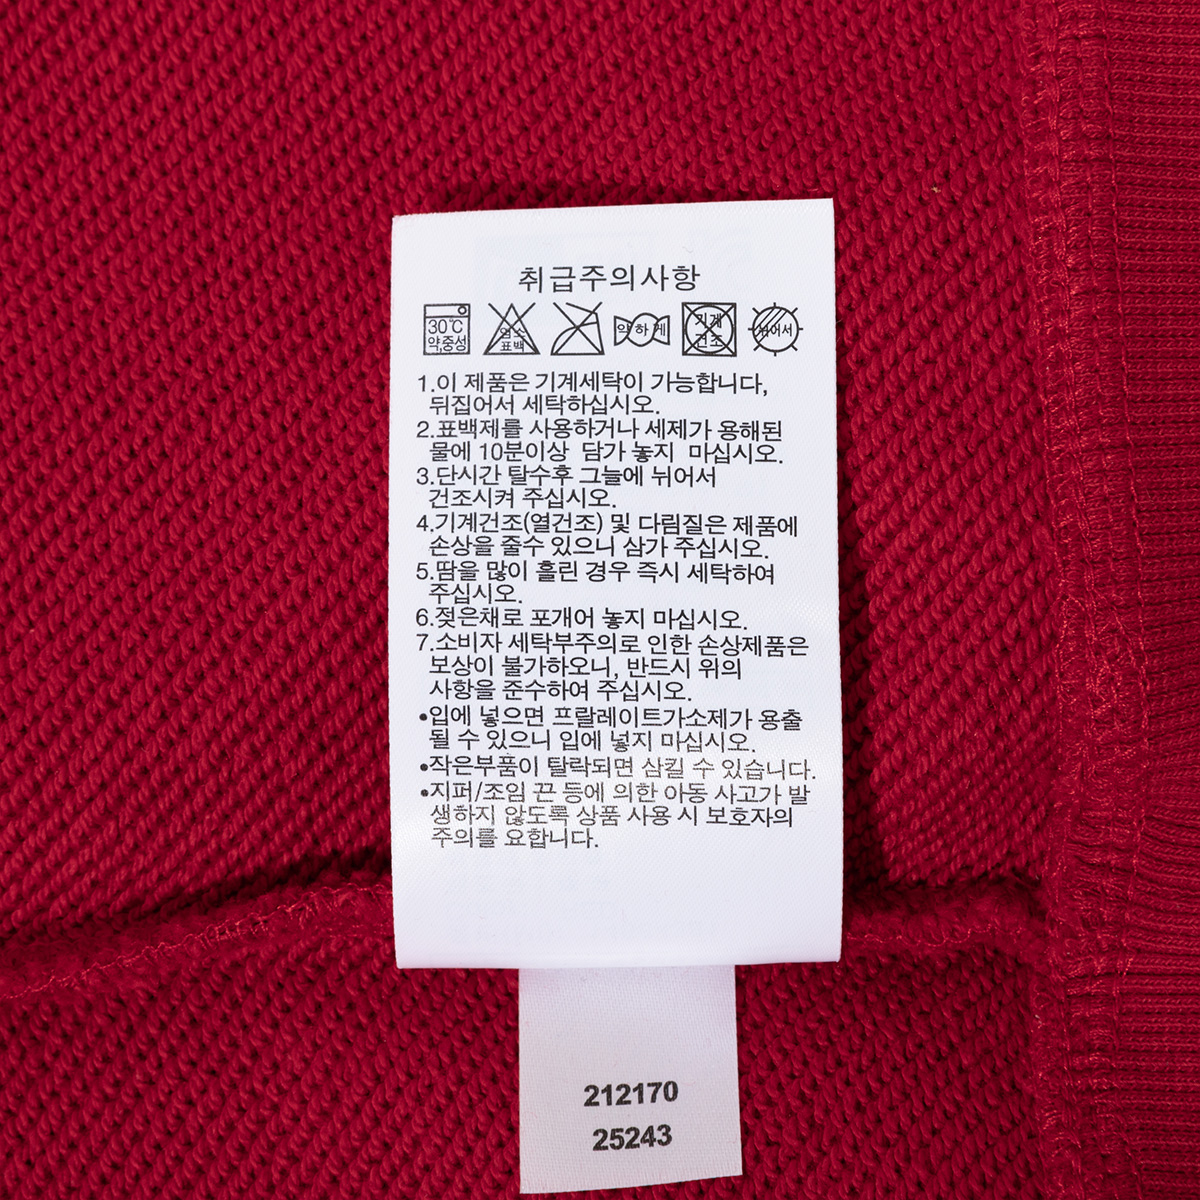 취급주의사항
30℃ 염소 약하게 기계 뉘어서
약,중성 표백 건조
1.이 제품은 기계세탁이 가능합니다,
뒤집어서 세탁하십시오.
2.표백제를 사용하거나 세제가 용해된
물에 10분이상 담가 놓지 마십시오.
3.단시간 탈수후 그늘에 뉘어서
건조시켜 주십시오.
4.기계건조(열건조) 및 다림질은 제품에
손상을 줄수 있으니 삼가 주십시오.
5.땀을 많이 흘린 경우 즉시 세탁하여
주십시오.
6.젖은채로 포개어 놓지 마십시오.
7.소비자 세탁부주의로 인한 손상제품은
보상이 불가하오니, 반드시 위의
사항을 준수하여 주십시오.
•입에 넣으면 프랄레이트가소제가 용출
될 수 있으니 입에 넣지 마십시오.
•작은부품이 탈락되면 삼킬 수 있습니다.
•지퍼/조임 끈 등에 의한 아동 사고가 발
생하지 않도록 상품 사용 시 보호자의
주의를 요합니다.
212170
25243